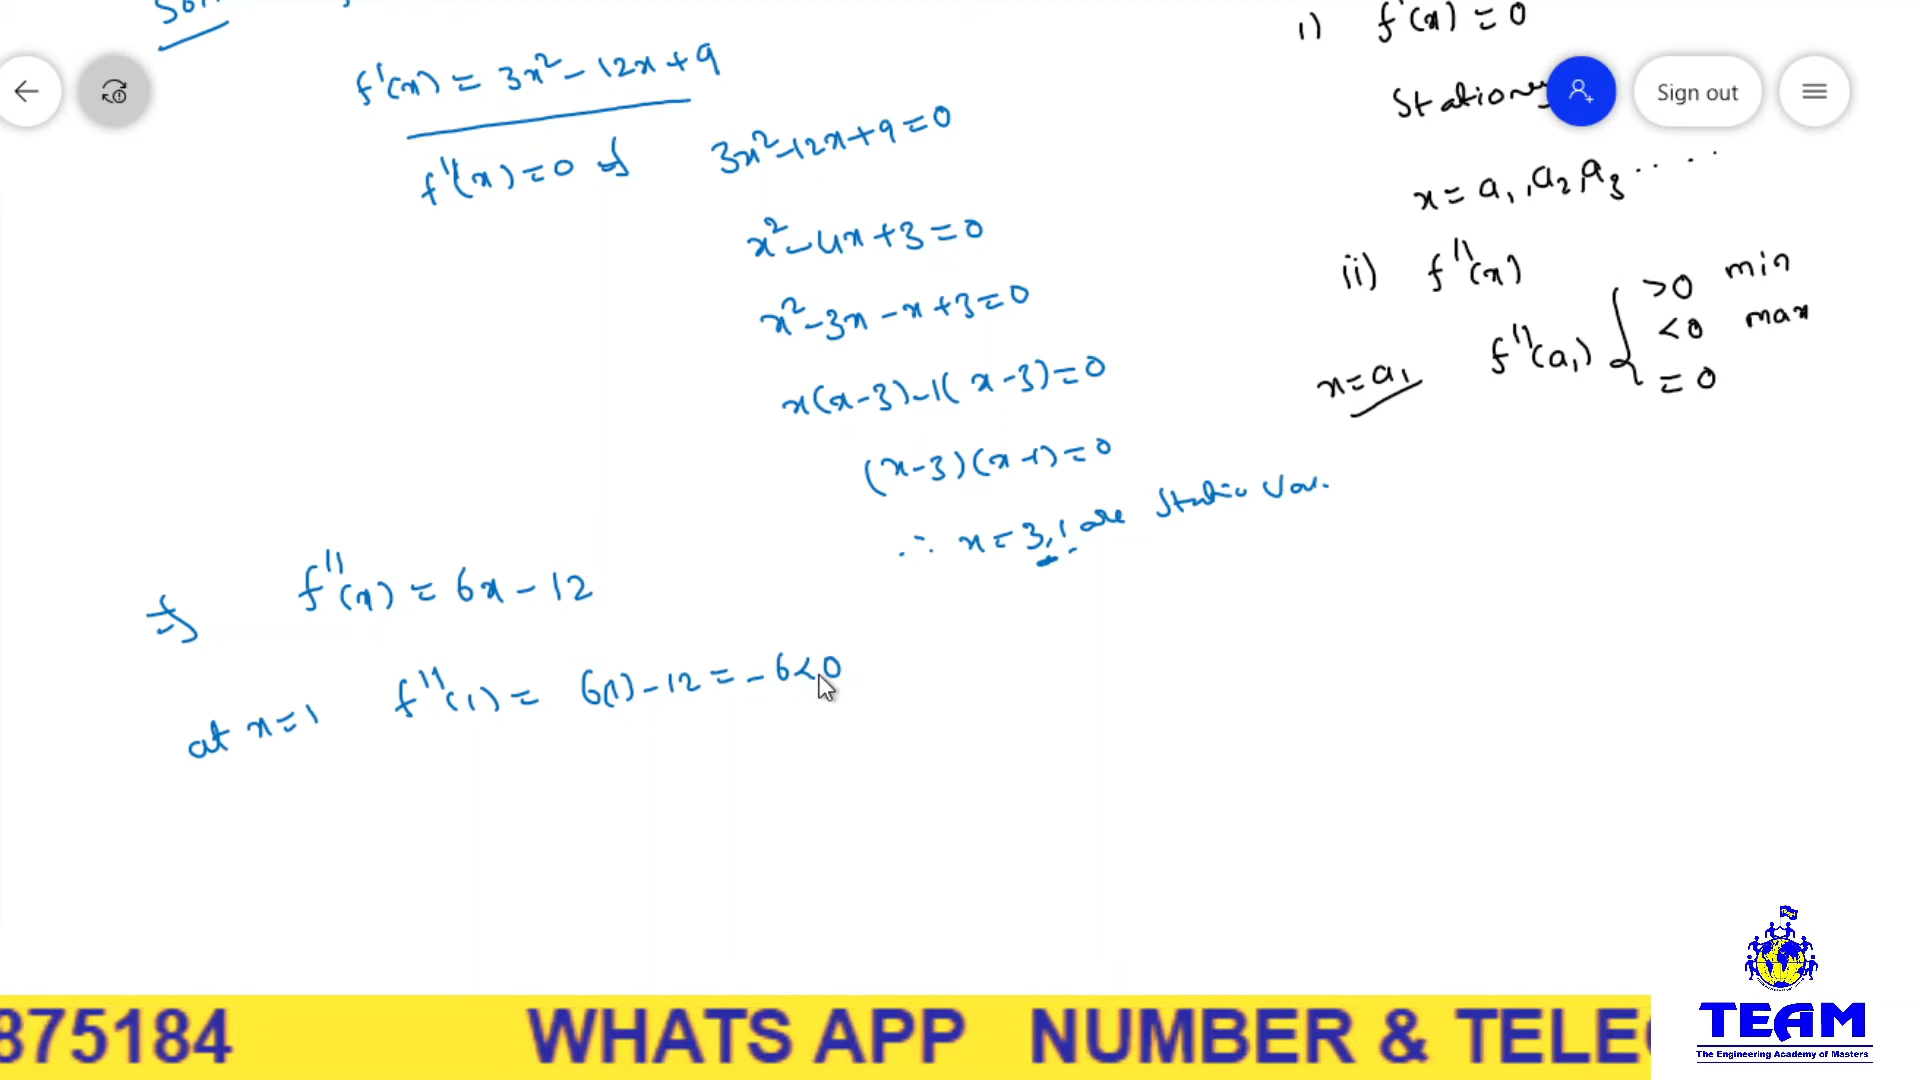 Soln
f'(x) = 3x² - 12x + 9
f''(x) = 0 ⇒ 3x² - 12x + 9 = 0
x² - 4x + 3 = 0
x² - 3x - x + 3 = 0
x(x-3) - 1(x-3) = 0
(x-3)(x-1) = 0
∴ x = 3, 1 are
⇒ f''(x) = 6x - 12
at x = 1 f''(1) = 6(1) - 12 = -6 < 0
i) f'(x) = 0
Stationery
x = a₁, a₂, a₃ . . . .
ii) f''(x)
x = a₁ f''(a₁) { > 0 min
< 0 max
= 0
Sign out
875184 WHATS APP NUMBER & TELE
TEAM
The Engineering Academy of Masters